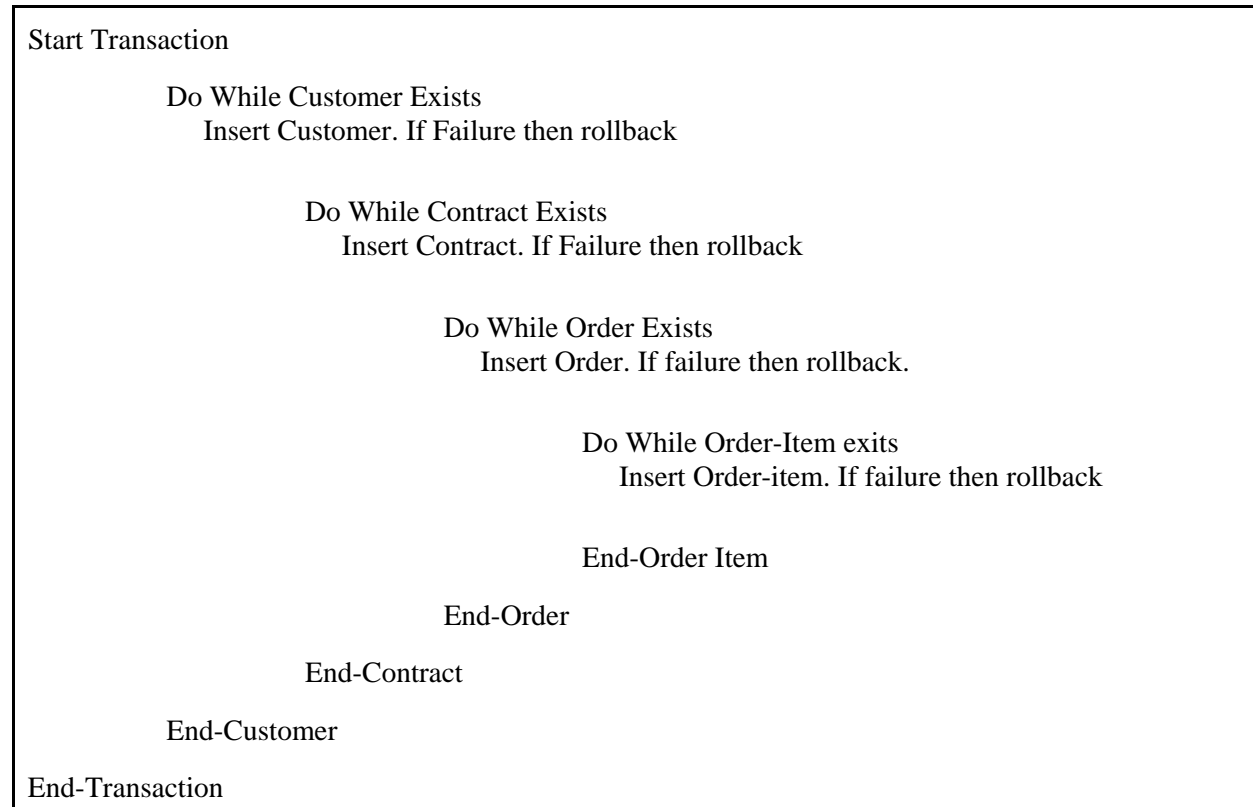 Start Transaction
Do While Customer Exists
Insert Customer. If Failure then rollback
Do While Contract Exists
Insert Contract. If Failure then rollback
Do While Order Exists
Insert Order. If failure then rollback.
Do While Order-Item exits
Insert Order-item. If failure then rollback
End-Order Item
End-Order
End-Contract
End-Customer
End-Transaction